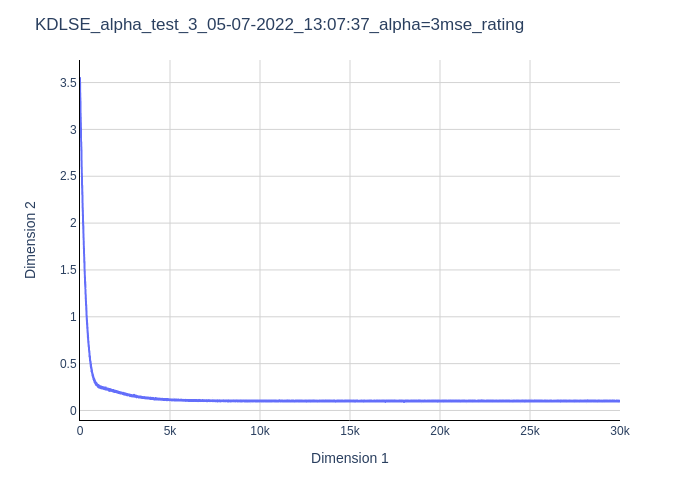 KDLSE_alpha_test_3_05-07-2022_13:07:37_alpha=3mse_rating
3.5
3
2.5
2
1.5
1
0.5
0
Dimension 2
0 5k 10k 15k 20k 25k 30k
Dimension 1